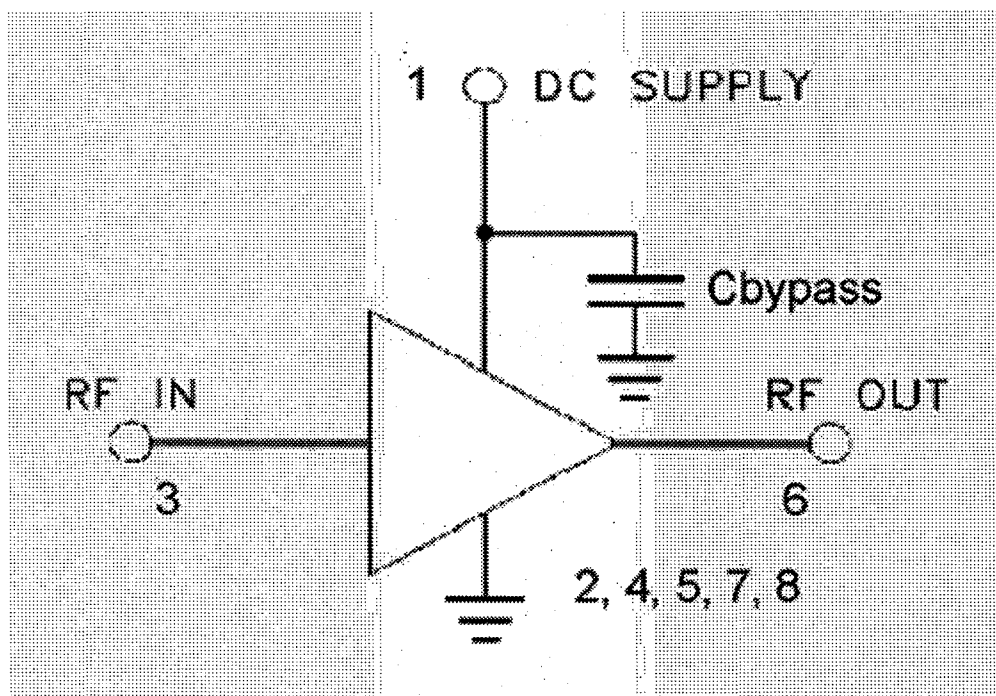 1 DC SUPPLY
Cbypass
RF IN
RF OUT
3
6
2, 4, 5, 7, 8